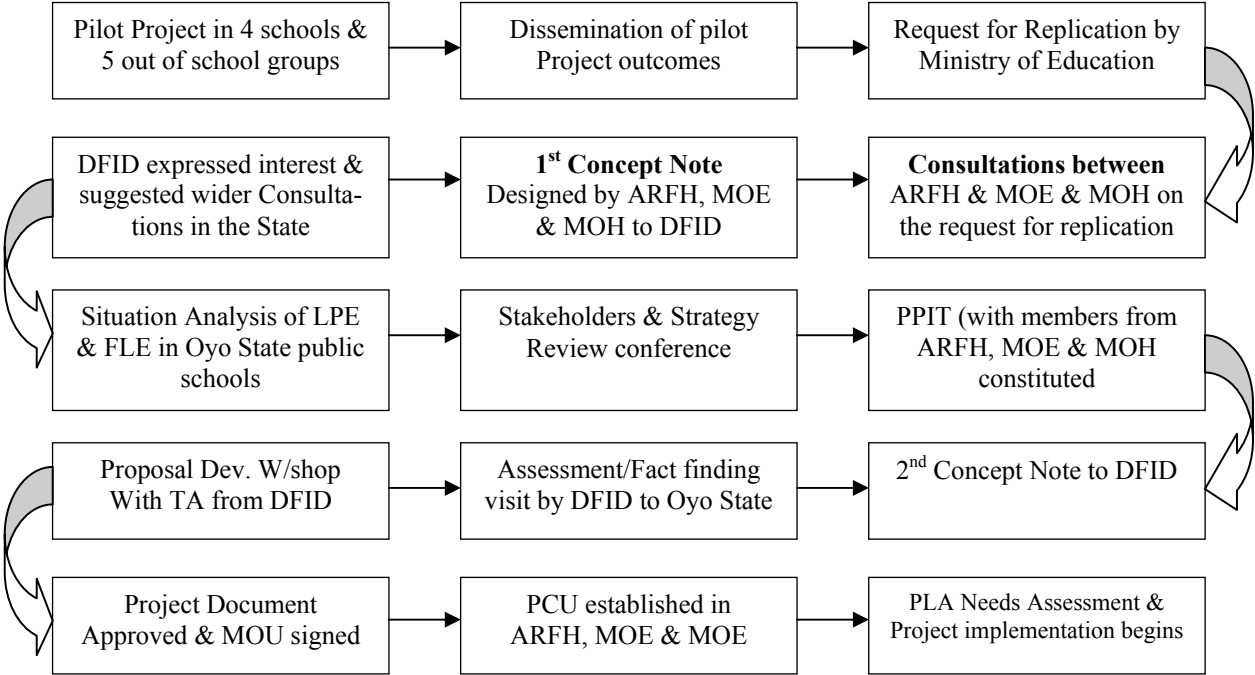 Pilot Project in 4 schools &
5 out of school groups
Dissemination of pilot
Project outcomes
Request for Replication by
Ministry of Education
DFID expressed interest &
suggested wider Consulta-
tions in the State
1st Concept Note
Designed by ARFH, MOE
& MOH to DFID
Consultations between
ARFH & MOE & MOH on
the request for replication
Situation Analysis of LPE
& FLE in Oyo State public
schools
Stakeholders & Strategy
Review conference
PPIT (with members from
ARFH, MOE & MOH
constituted
Proposal Dev. W/shop
With TA from DFID
Assessment/Fact finding
visit by DFID to Oyo State
2nd Concept Note to DFID
Project Document
Approved & MOU signed
PCU established in
ARFH, MOE & MOE
PLA Needs Assessment &
Project implementation begins